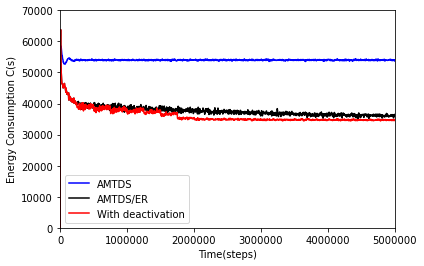 70000
60000
50000
40000
30000
20000
10000
0
Energy Consumption C(s)
AMTDS
AMTDS/ER
With deactivation
0 1000000 2000000 3000000 4000000 5000000
Time(steps)